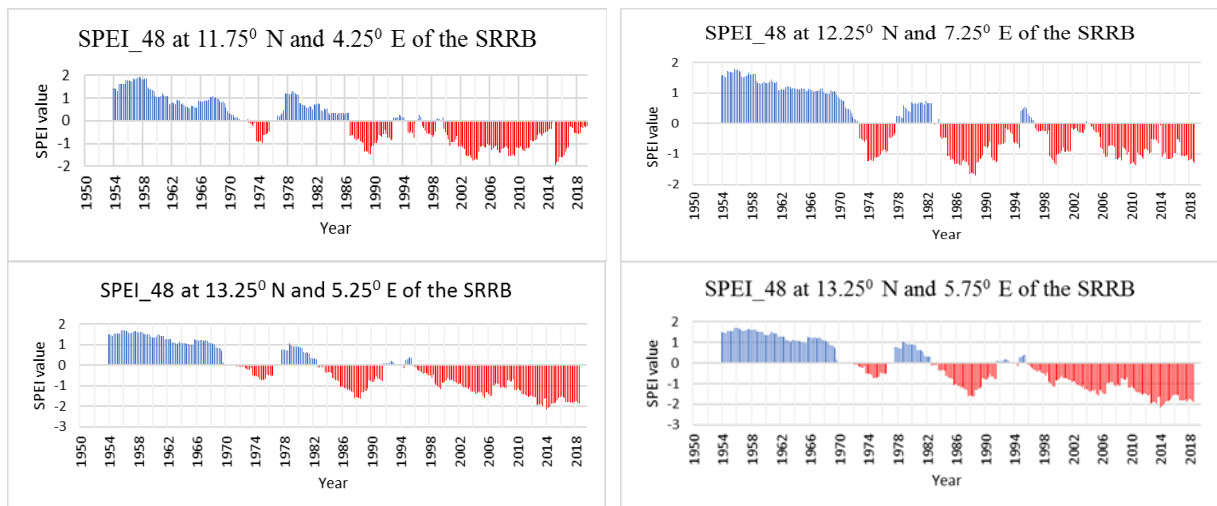 SPEI_48 at 11.75⁰ N and 4.25⁰ E of the SRRB
SPEI value
2
1
0
-1
-2
1950 1954 1958 1962 1966 1970 1974 1978 1982 1986 1990 1994 1998 2002 2006 2010 2014 2018
Year
SPEI_48 at 12.25⁰ N and 7.25⁰ E of the SRRB
SPEI value
2
1
0
-1
-2
1950 1954 1958 1962 1966 1970 1974 1978 1982 1986 1990 1994 1998 2002 2006 2010 2014 2018
Year
SPEI_48 at 13.25⁰ N and 5.25⁰ E of the SRRB
SPEI value
2
1
0
-1
-2
-3
1950 1954 1958 1962 1966 1970 1974 1978 1982 1986 1990 1994 1998 2002 2006 2010 2014 2018
Year
SPEI_48 at 13.25⁰ N and 5.75⁰ E of the SRRB
SPEI value
2
1
0
-1
-2
-3
1950 1954 1958 1962 1966 1970 1974 1978 1982 1986 1990 1994 1998 2002 2006 2010 2014 2018
Year